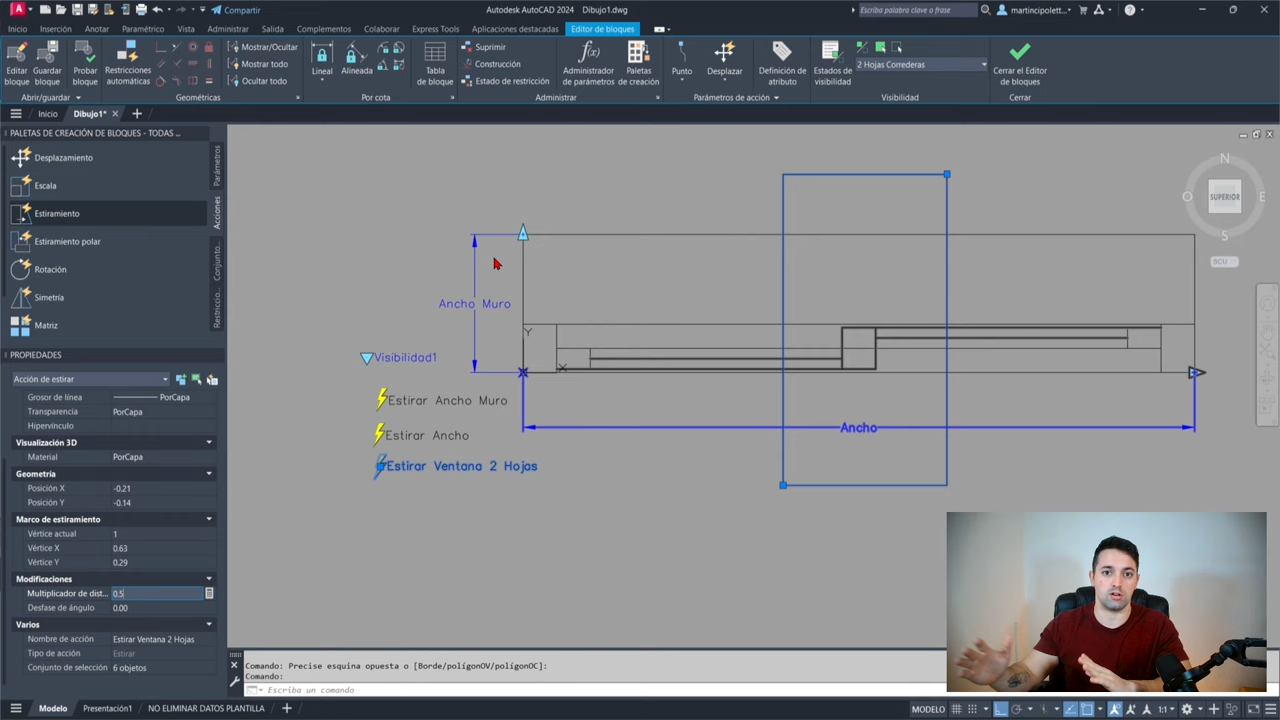 Compartir
Autodesk AutoCAD 2024 Dibujo1.dwg
Escriba palabra clave o frase
martincipolett...
Inicio Inserción Anotar Paramétrico Vista Administrar Salida Complementos Colaborar Express Tools Aplicaciones destacadas Editor de bloques
Editar bloque
Guardar bloque
Probar bloque
Abrir/guardar
Restricciones automáticas
Mostrar/Ocultar
Mostrar todo
Ocultar todo
Geométricas
Lineal
Alineada
Por cota
Tabla de bloque
Suprimir
Construcción
Estado de restricción
Administrador de parámetros
Paletas de creación
Administrar
Punto
Desplazar
Definición de atributo
Parámetros de acción
Estados de visibilidad
2 Hojas Correderas
Visibilidad
Cerrar el Editor de bloques
Cerrar
Inicio Dibujo1*
PALETAS DE CREACIÓN DE BLOQUES - TODAS ...
Desplazamiento
Escala
Estiramiento
Estiramiento polar
Rotación
Simetría
Matriz
Parámetros
Acciones
Conjunto...
Restricci...
PROPIEDADES
Acción de estirar
Grosor de línea PorCapa
Transparencia PorCapa
Hipervínculo
Visualización 3D
Material PorCapa
Geometría
Posición X -0.21
Posición Y -0.14
Marco de estiramiento
Vértice actual 1
Vértice X 0.63
Vértice Y 0.29
Modificaciones
Multiplicador de dist... 0.5
Desfase de ángulo 0.00
Varios
Nombre de acción Estirar Ventana 2 Hojas
Tipo de acción Estirar
Conjunto de selección 6 objetos
Ancho Muro
Y
X
Visibilidad1
Estirar Ancho Muro
Estirar Ancho
Estirar Ventana 2 Hojas
Ancho
N
O SUPERIOR E
S
SCU
Comando: Precise esquina opuesta o [Borde/polígonOV/polígonOC]:
Comando:
Escriba un comando
Modelo Presentación1 NO ELIMINAR DATOS PLANTILLA
MODELO
1:1